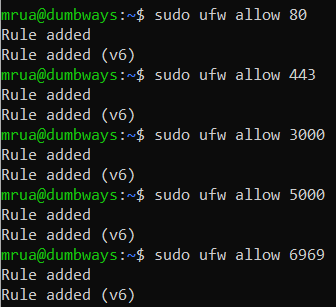 mrua@dumbways:~$ sudo ufw allow 80
Rule added
Rule added (v6)
mrua@dumbways:~$ sudo ufw allow 443
Rule added
Rule added (v6)
mrua@dumbways:~$ sudo ufw allow 3000
Rule added
Rule added (v6)
mrua@dumbways:~$ sudo ufw allow 5000
Rule added
Rule added (v6)
mrua@dumbways:~$ sudo ufw allow 6969
Rule added
Rule added (v6)